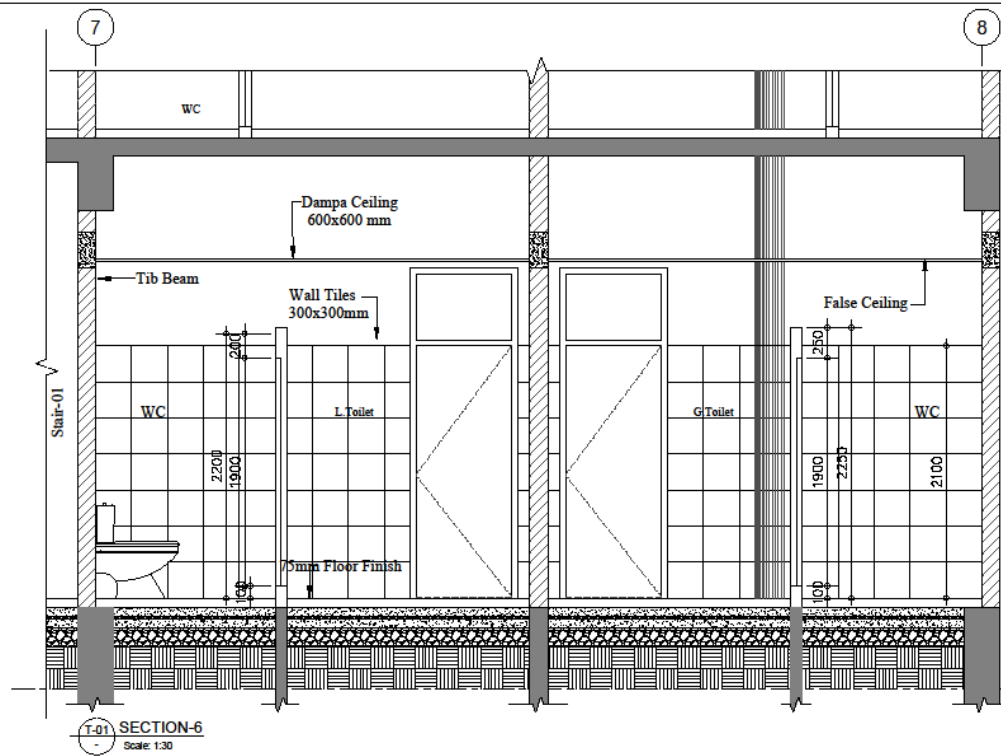 7
8
WC
Dampa Ceiling
600x600 mm
Tib Beam
Wall Tiles
300x300mm
False Ceiling
200
250
Stair-01
WC
L.Toilet
G.Toilet
WC
2200
1900
1900
2250
2100
75mm Floor Finish
100
100
T-01
SECTION-6
-
Scale: 1:30